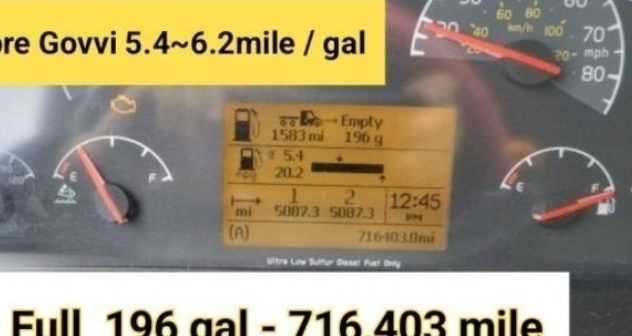 re Govvi 5.4~6.2mile / gal
60 80
40 km/h 100 70
20 mph
80
→ Empty
1583 mi 196 g
5.4
20.2
E F
E F
1 2 12:45
mi 5087.3 5087.3 PM
(A) 716403.0mi
Ultra Low Sulfur Diesel Fuel Only
Full 196 gal - 716,403 mile